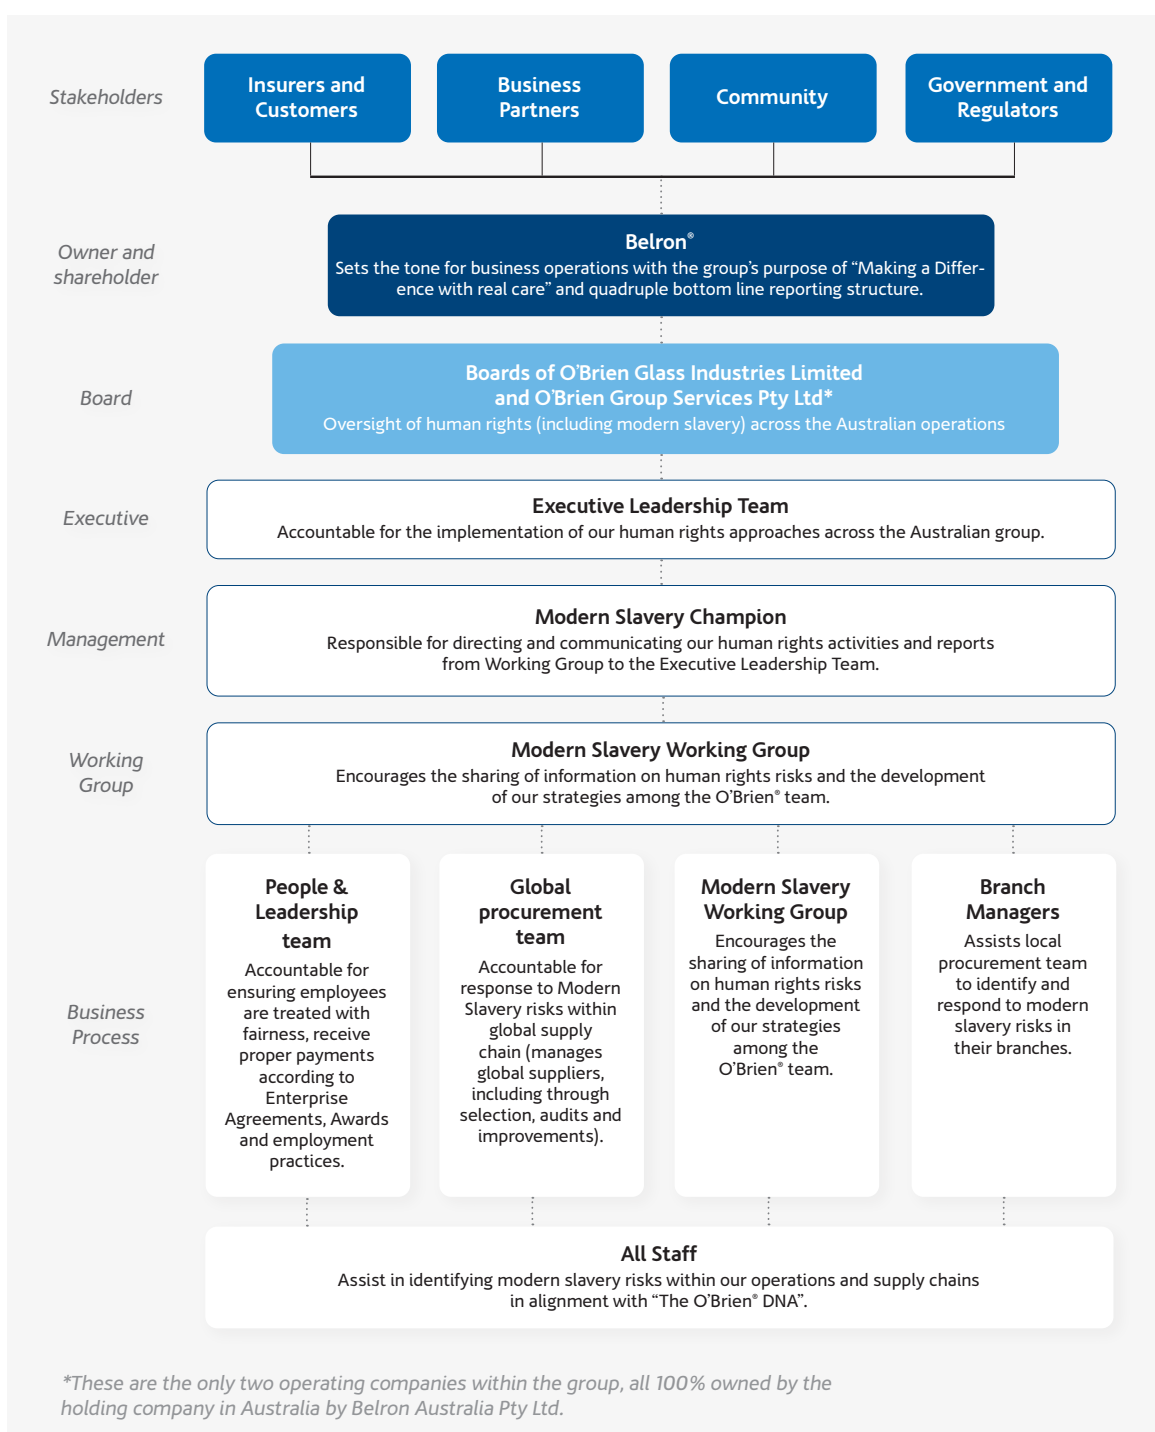 Stakeholders
Insurers and
Customers
Business
Partners
Community
Government and
Regulators
Owner and
shareholder
Belron®
Sets the tone for business operations with the group’s purpose of “Making a Differ-
ence with real care” and quadruple bottom line reporting structure.
Board
Boards of O’Brien Glass Industries Limited
and O’Brien Group Services Pty Ltd*
Oversight of human rights (including modern slavery) across the Australian operations
Executive
Executive Leadership Team
Accountable for the implementation of our human rights approaches across the Australian group.
Management
Modern Slavery Champion
Responsible for directing and communicating our human rights activities and reports
from Working Group to the Executive Leadership Team.
Working
Group
Modern Slavery Working Group
Encourages the sharing of information on human rights risks and the development
of our strategies among the O’Brien® team.
Business
Process
People &
Leadership
team
Accountable for
ensuring employees
are treated with
fairness, receive
proper payments
according to
Enterprise
Agreements, Awards
and employment
practices.
Global
procurement
team
Accountable for
response to Modern
Slavery risks within
global supply
chain (manages
global suppliers,
including through
selection, audits and
improvements).
Modern Slavery
Working Group
Encourages the
sharing of information
on human rights risks
and the development
of our strategies
among the
O’Brien® team.
Branch
Managers
Assists local
procurement team
to identify and
respond to modern
slavery risks in
their branches.
All Staff
Assist in identifying modern slavery risks within our operations and supply chains
in alignment with “The O’Brien® DNA”.
*These are the only two operating companies within the group, all 100% owned by the
holding company in Australia by Belron Australia Pty Ltd.